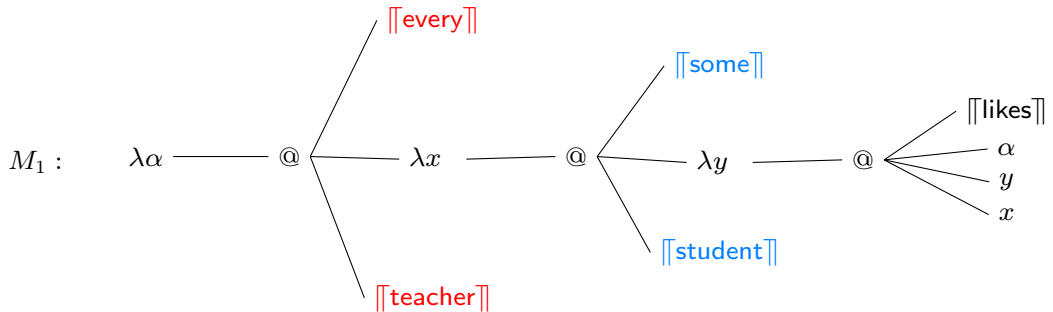 ⟦every⟧
⟦some⟧
⟦likes⟧
M₁ : λα @ λx @ λy @ α
y
x
⟦student⟧
⟦teacher⟧